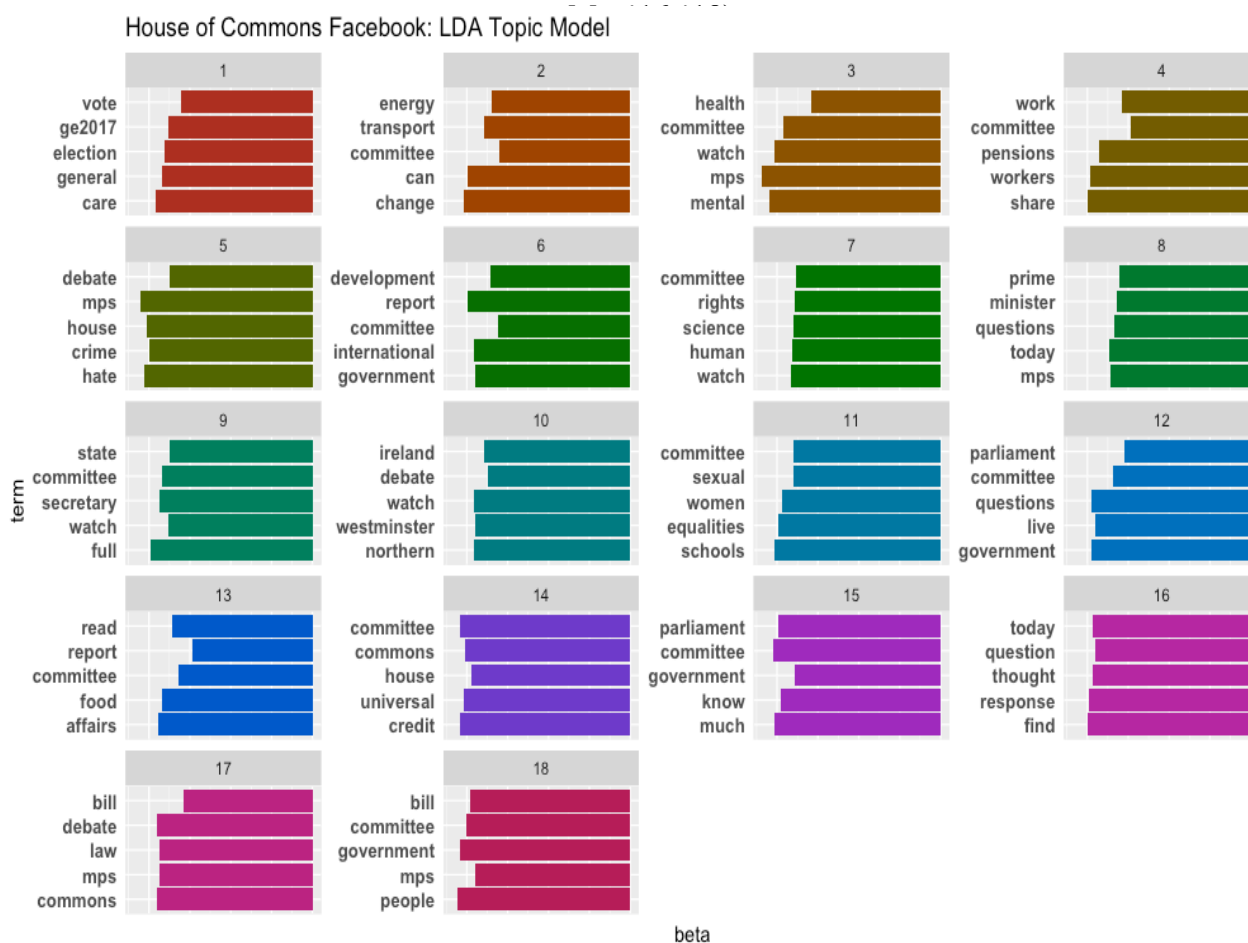 House of Commons Facebook: LDA Topic Model
1 2 3 4
vote energy health work
ge2017 transport committee committee
election committee watch pensions
general can mps workers
care change mental share
5 6 7 8
debate development committee prime
mps report rights minister
house committee science questions
crime international human today
hate government watch mps
9 10 11 12
state ireland committee parliament
committee debate sexual committee
secretary watch women questions
watch westminster equalities live
full northern schools government
13 14 15 16
read committee parliament today
report commons committee question
committee house government thought
food universal know response
affairs credit much find
17 18
bill bill
debate committee
law government
mps mps
commons people
term
beta